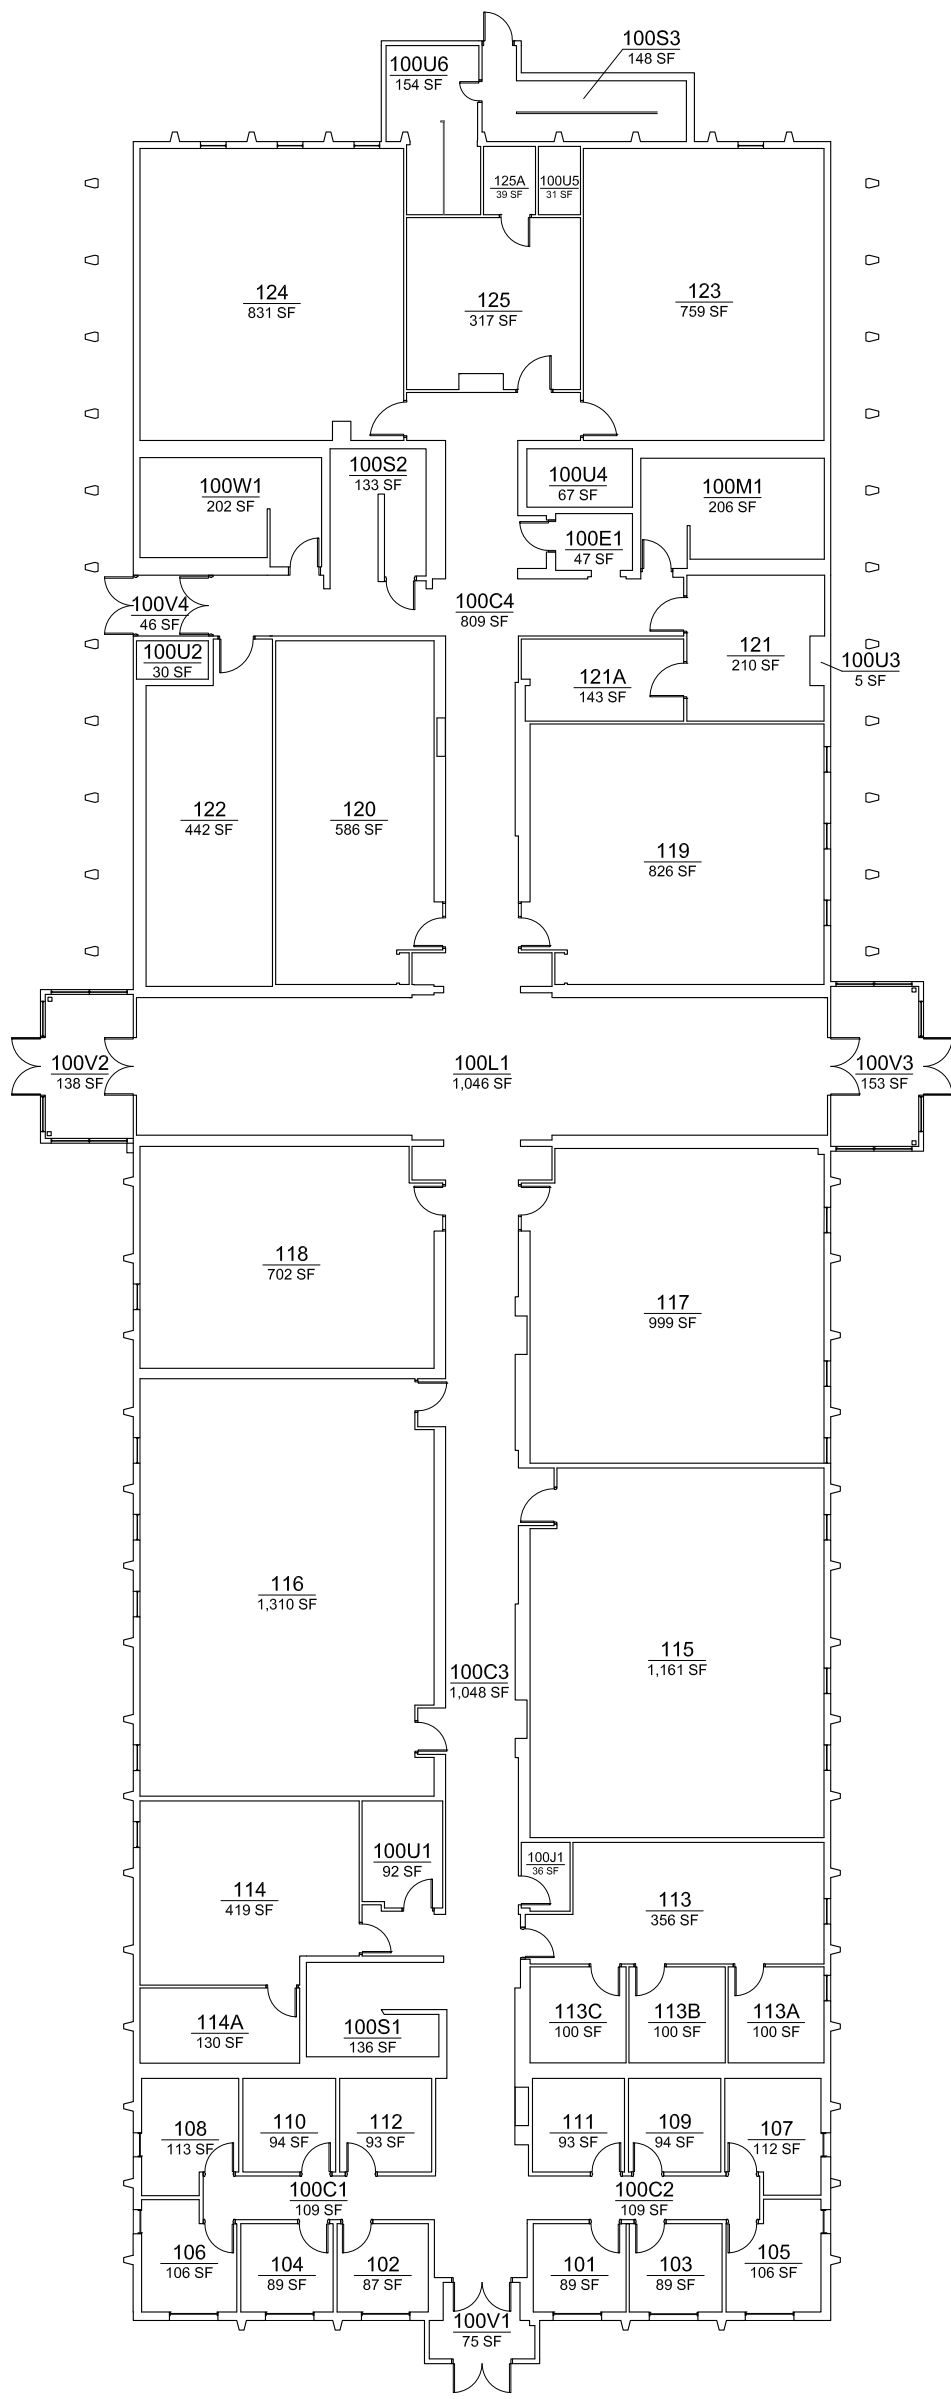 100S3
148 SF
100U6
154 SF
125A
39 SF
100U5
31 SF
124
831 SF
125
317 SF
123
759 SF
100S2
133 SF
100W1
202 SF
100U4
67 SF
100M1
206 SF
100E1
47 SF
100V4
46 SF
100C4
809 SF
100U2
30 SF
121
210 SF
100U3
5 SF
121A
143 SF
122
442 SF
120
586 SF
119
826 SF
100V2
138 SF
100L1
1,046 SF
100V3
153 SF
118
702 SF
117
999 SF
116
1,310 SF
115
1,161 SF
100C3
1,048 SF
100U1
92 SF
100J1
36 SF
114
419 SF
113
356 SF
113C
100 SF
113B
100 SF
113A
100 SF
114A
130 SF
100S1
136 SF
108
113 SF
110
94 SF
112
93 SF
111
93 SF
109
94 SF
107
112 SF
100C1
109 SF
100C2
109 SF
106
106 SF
104
89 SF
102
87 SF
101
89 SF
103
89 SF
105
106 SF
100V1
75 SF